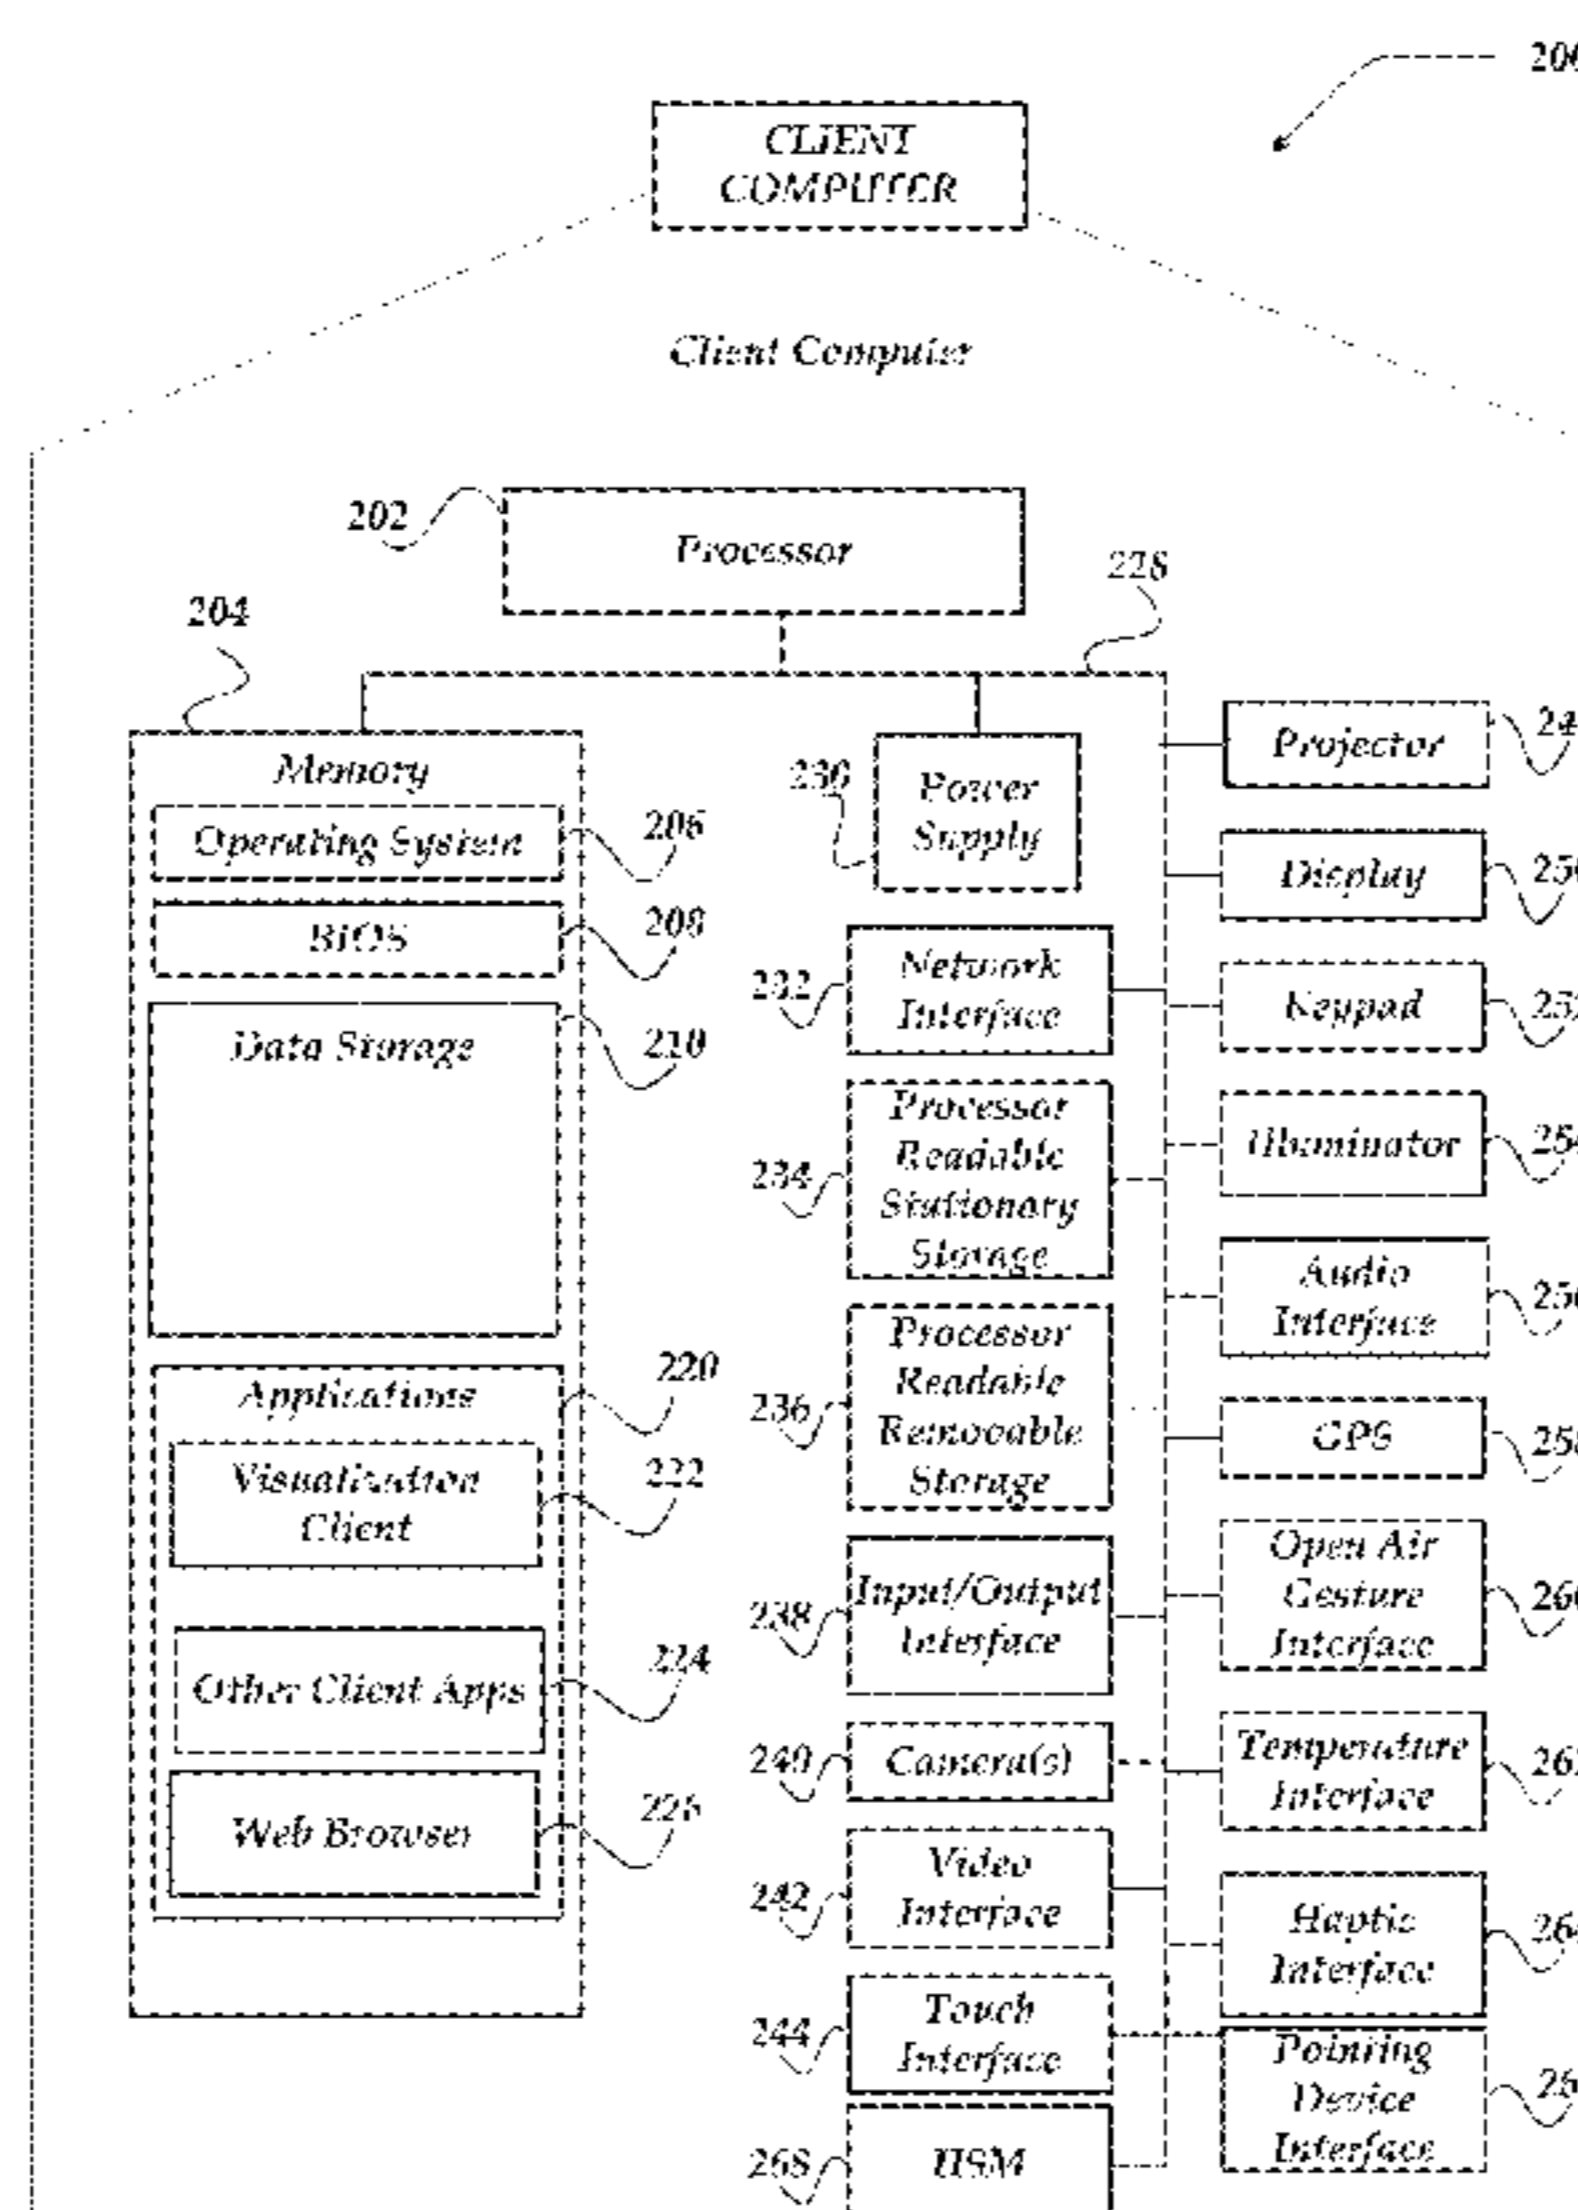 CLIENT
COMPUTER
Client Computer
202
Processor
228
204
Memory
Operating System
206
BIOS
208
Data Storage
210
Applications
220
Visualization
Client
222
Other Client Apps
224
Web Browser
226
230
Power
Supply
232
Network
Interface
234
Processor
Readable
Stationary
Storage
236
Processor
Readable
Removable
Storage
238
Input/Output
Interface
240
Camera(s)
242
Video
Interface
244
Touch
Interface
268
HSM
Projector
Display
Keypad
Illuminator
Audio
Interface
GPS
Open Air
Gesture
Interface
Temperature
Interface
Haptic
Interface
Pointing
Device
Interface